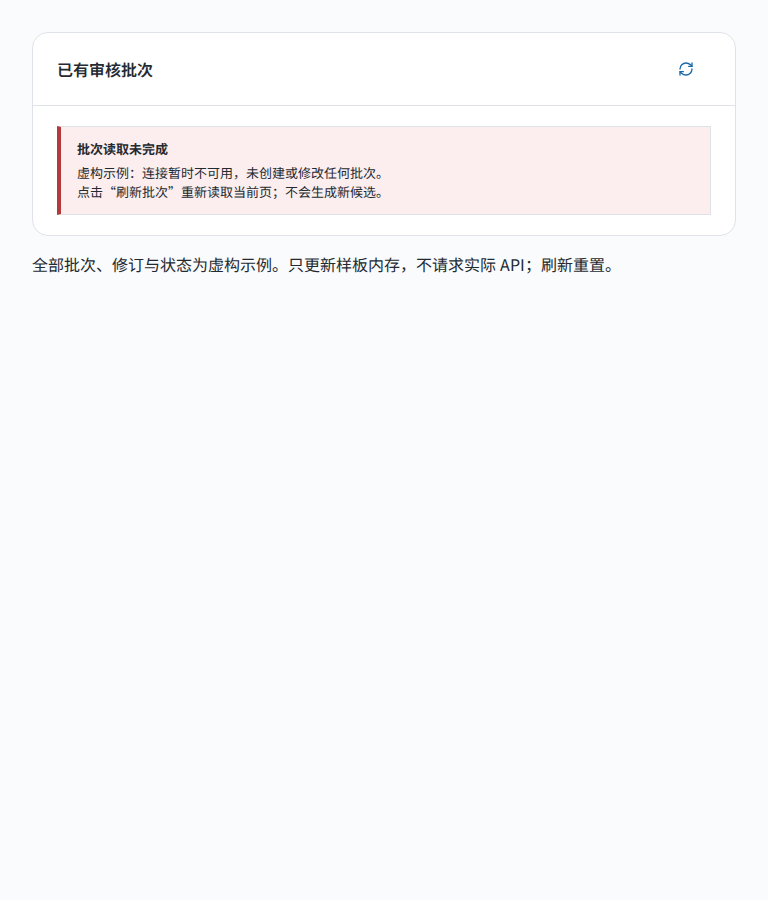 已有审核批次
批次读取未完成
虚构示例：连接暂时不可用，未创建或修改任何批次。
点击“刷新批次”重新读取当前页；不会生成新候选。
全部批次、修订与状态为虚构示例。只更新样板内存，不请求实际 API；刷新重置。